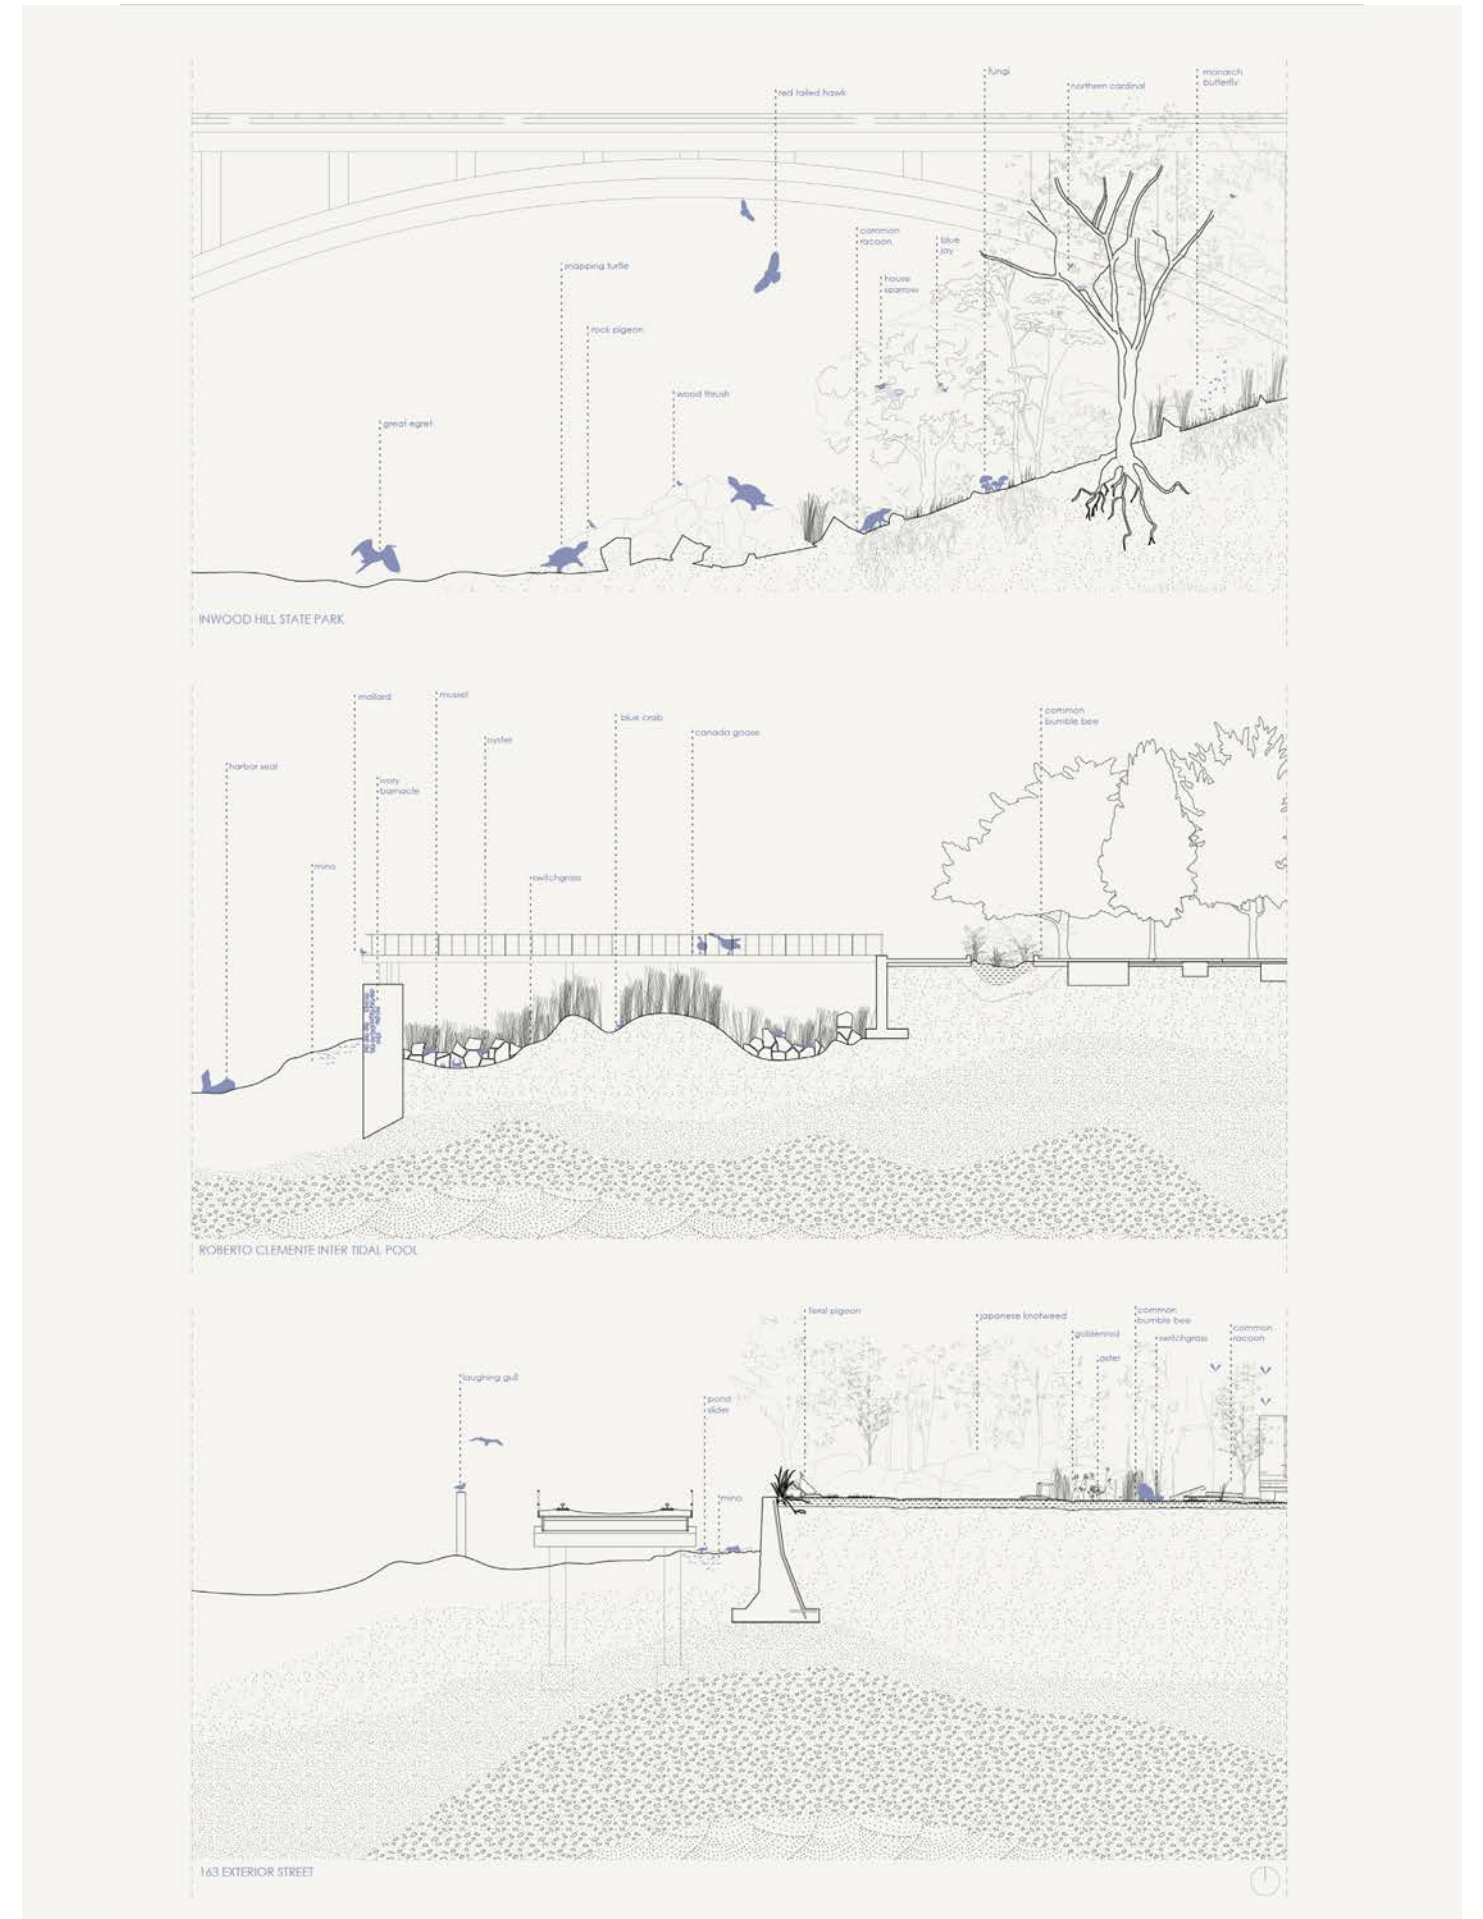 fungi
monarch
butterfly
northern cardinal
red tailed hawk
common
racoon
blue
jay
snapping turtle
house
sparrow
rock pigeon
wood thrush
great egret
INWOOD HILL STATE PARK
mallard
mussel
common
bumble bee
blue crab
canada goose
oyster
harbor seal
ivory
barnacle
mino
switchgrass
ROBERTO CLEMENTE INTER TIDAL POOL
feral pigeon
japanese knotweed
common
bumble bee
goldenrod
switchgrass
common
racoon
aster
laughing gull
pond
slider
mino
163 EXTERIOR STREET